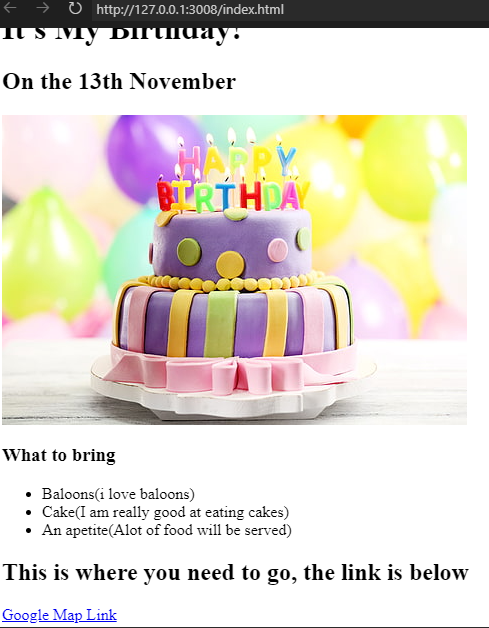 http://127.0.0.1:3008/index.html
It's My Birthday!
On the 13th November
HAPPY
BIRTHDAY
What to bring
Baloons(i love baloons)
Cake(I am really good at eating cakes)
An apetite(Alot of food will be served)
This is where you need to go, the link is below
Google Map Link